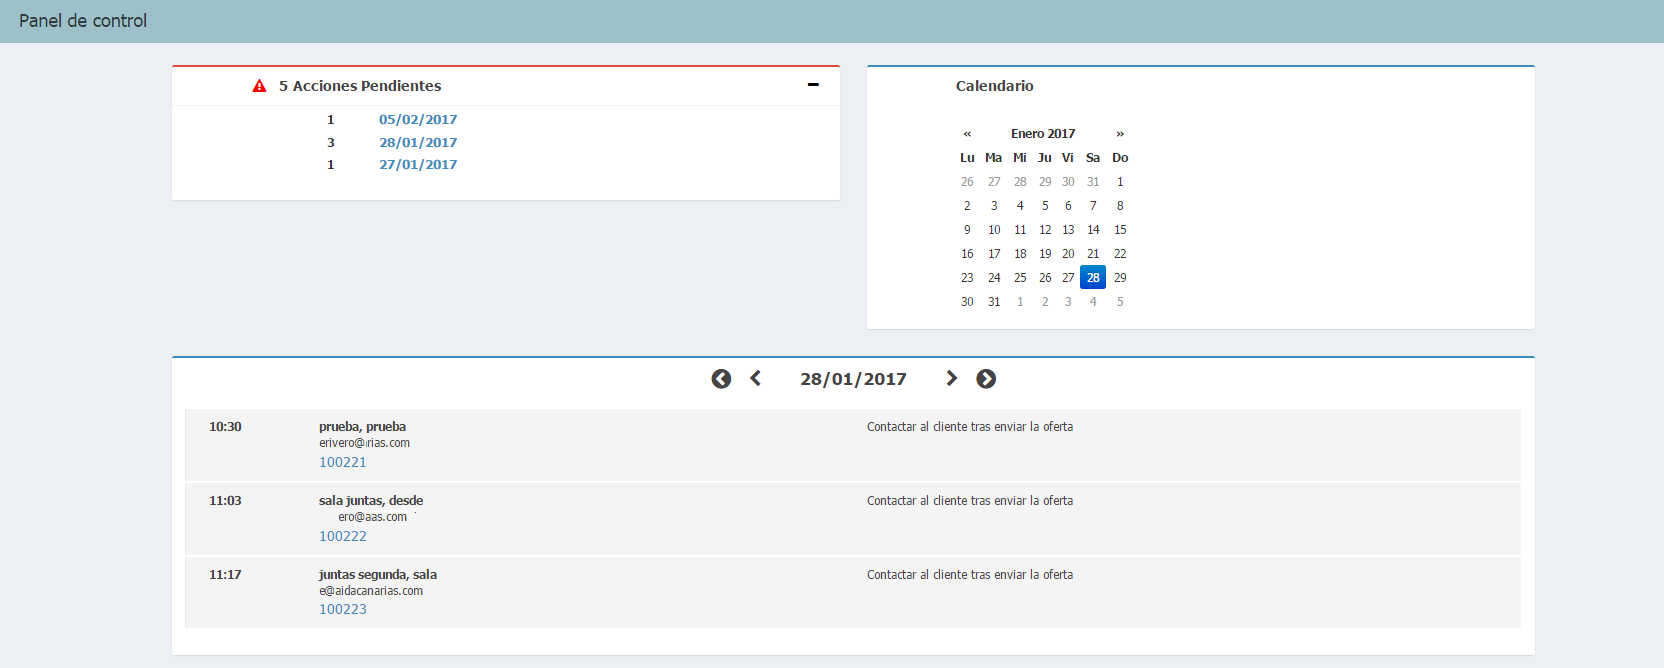 Panel de control
5 Acciones Pendientes
1 05/02/2017
3 28/01/2017
1 27/01/2017
Calendario
« Enero 2017 »
Lu Ma Mi Ju Vi Sa Do
26 27 28 29 30 31 1
2 3 4 5 6 7 8
9 10 11 12 13 14 15
16 17 18 19 20 21 22
23 24 25 26 27 28 29
30 31 1 2 3 4 5
28/01/2017
10:30 prueba, prueba Contactar al cliente tras enviar la oferta
erivero@rias.com
100221
11:03 sala juntas, desde Contactar al cliente tras enviar la oferta
ero@aas.com
100222
11:17 juntas segunda, sala Contactar al cliente tras enviar la oferta
e@aidacanarias.com
100223